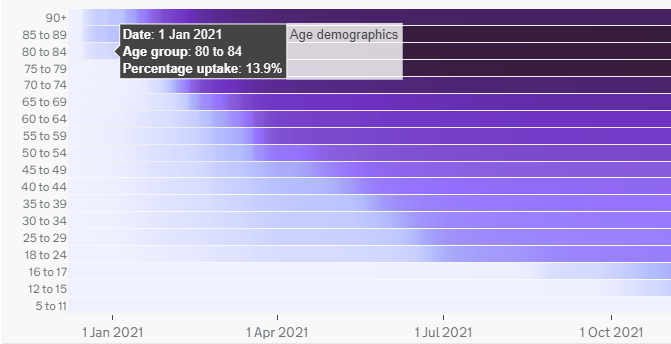 90+
85 to 89
80 to 84
75 to 79
70 to 74
65 to 69
60 to 64
55 to 59
50 to 54
45 to 49
40 to 44
35 to 39
30 to 34
25 to 29
18 to 24
16 to 17
12 to 15
5 to 11
Date: 1 Jan 2021
Age group: 80 to 84
Percentage uptake: 13.9%
Age demographics
1 Jan 2021
1 Apr 2021
1 Jul 2021
1 Oct 2021